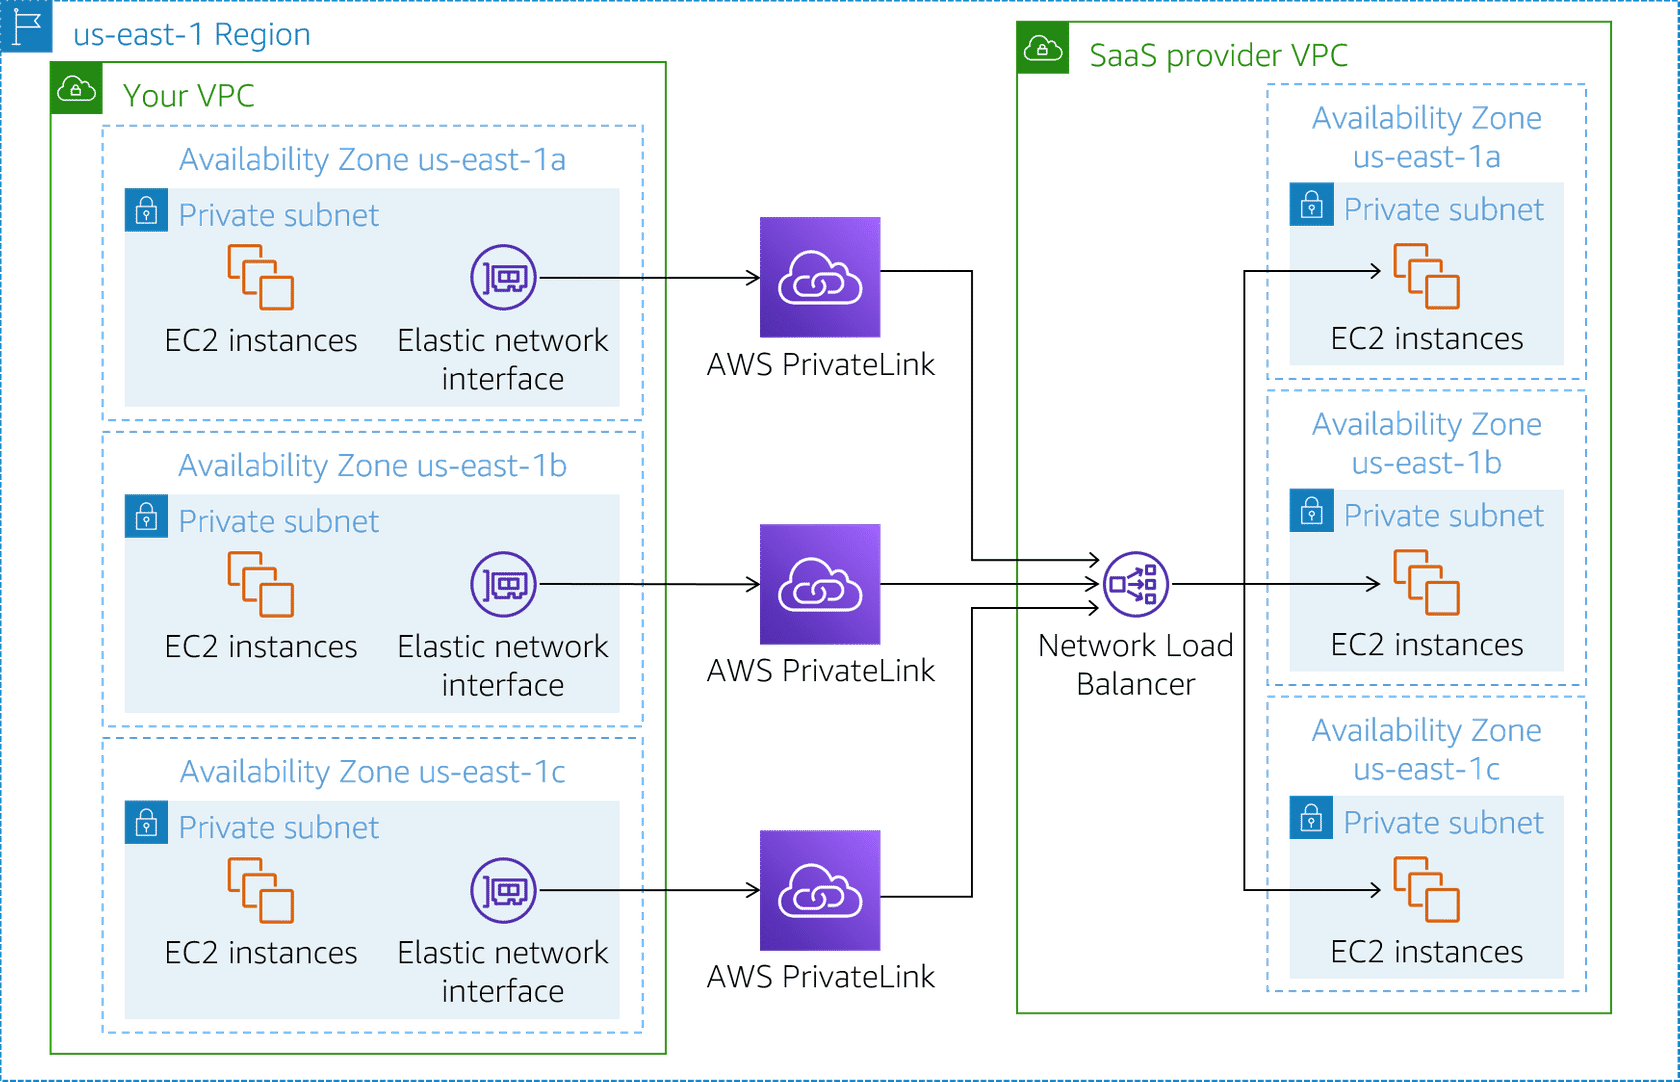 us-east-1 Region
Your VPC
Availability Zone us-east-1a
Private subnet
EC2 instances
Elastic network
interface
Availability Zone us-east-1b
Private subnet
EC2 instances
Elastic network
interface
Availability Zone us-east-1c
Private subnet
EC2 instances
Elastic network
interface
AWS PrivateLink
AWS PrivateLink
AWS PrivateLink
SaaS provider VPC
Network Load
Balancer
Availability Zone
us-east-1a
Private subnet
EC2 instances
Availability Zone
us-east-1b
Private subnet
EC2 instances
Availability Zone
us-east-1c
Private subnet
EC2 instances